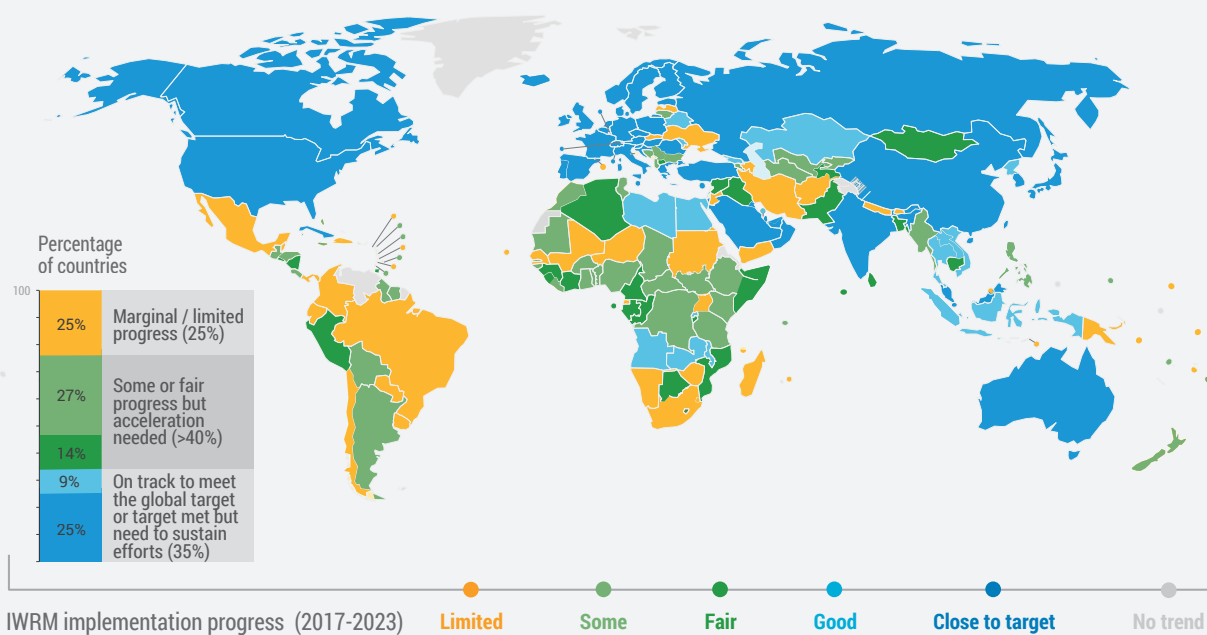 Percentage
of countries
100
25%
Marginal / limited
progress (25%)
27%
Some or fair
progress but
acceleration
needed (>40%)
14%
9%
On track to meet
the global target
or target met but
need to sustain
efforts (35%)
25%
IWRM implementation progress (2017-2023)
Limited
Some
Fair
Good
Close to target
No trend